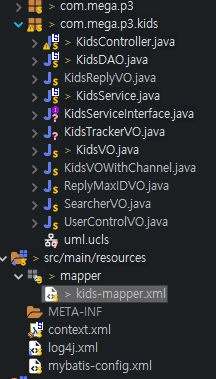 > com.mega.p3
> com.mega.p3.kids
> KidsController.java
> KidsDAO.java
KidsReplyVO.java
> KidsService.java
> KidsServiceInterface.java
> KidsTrackerVO.java
> KidsVO.java
KidsVOWithChannel.java
ReplyMaxIDVO.java
SearcherVO.java
UserControlVO.java
uml.ucls
> src/main/resources
> mapper
> kids-mapper.xml
META-INF
context.xml
log4j.xml
mybatis-config.xml